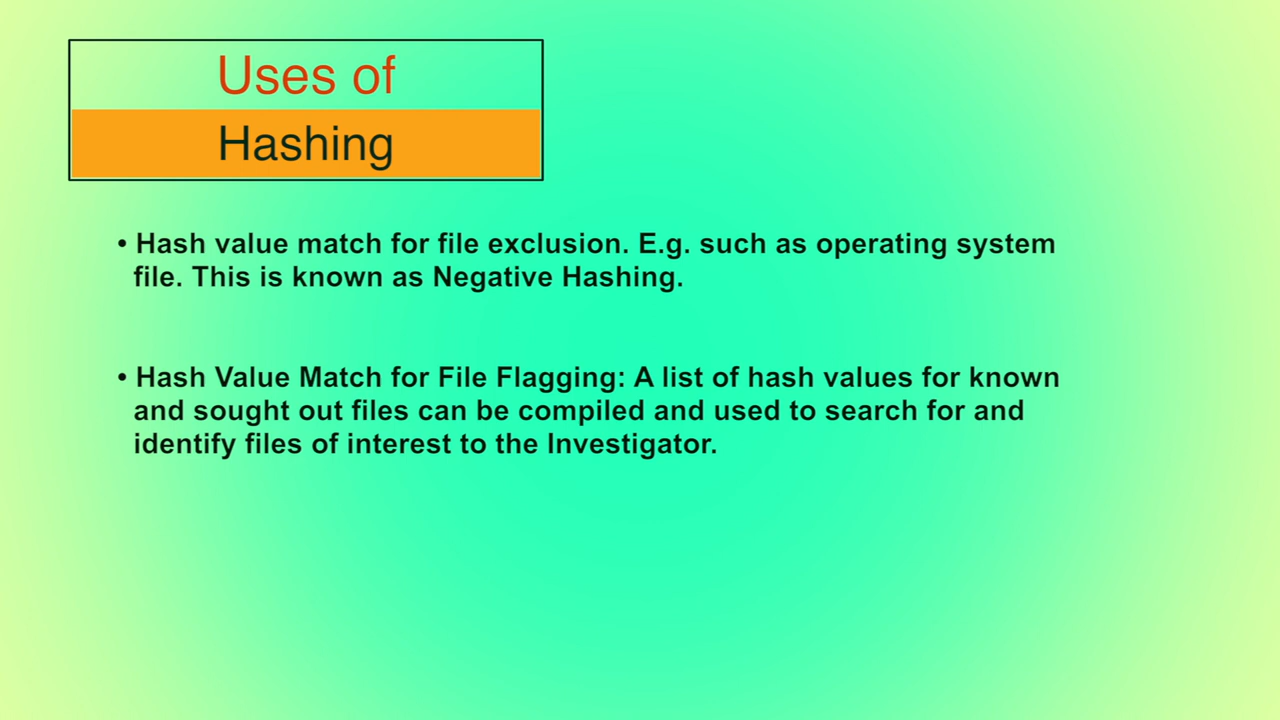 Uses of
Hashing
• Hash value match for file exclusion. E.g. such as operating system
file. This is known as Negative Hashing.
• Hash Value Match for File Flagging: A list of hash values for known
and sought out files can be compiled and used to search for and
identify files of interest to the Investigator.